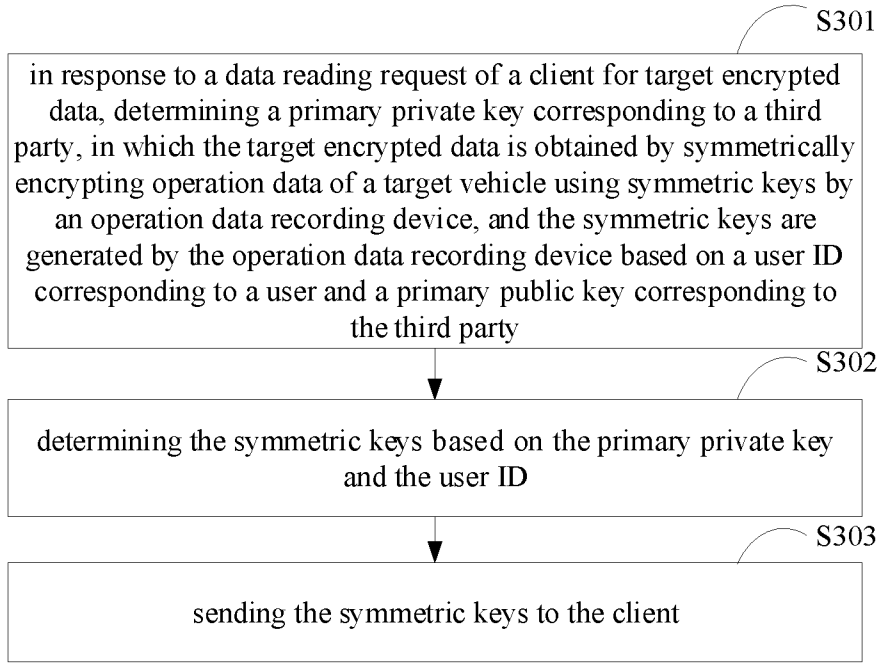 S301
in response to a data reading request of a client for target encrypted
data, determining a primary private key corresponding to a third
party, in which the target encrypted data is obtained by symmetrically
encrypting operation data of a target vehicle using symmetric keys by
an operation data recording device, and the symmetric keys are
generated by the operation data recording device based on a user ID
corresponding to a user and a primary public key corresponding to
the third party
S302
determining the symmetric keys based on the primary private key
and the user ID
S303
sending the symmetric keys to the client